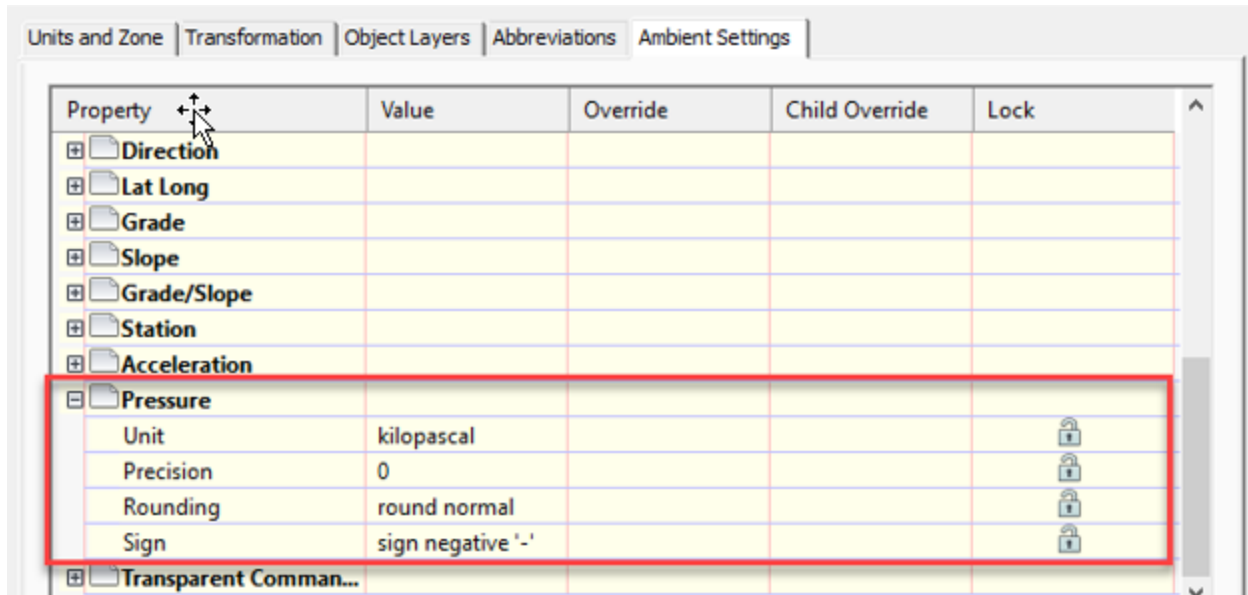 Units and Zone Transformation Object Layers Abbreviations Ambient Settings
Property Value Override Child Override Lock
Direction
Lat Long
Grade
Slope
Grade/Slope
Station
Acceleration
Pressure
Unit kilopascal
Precision 0
Rounding round normal
Sign sign negative '-'
Transparent Comman...